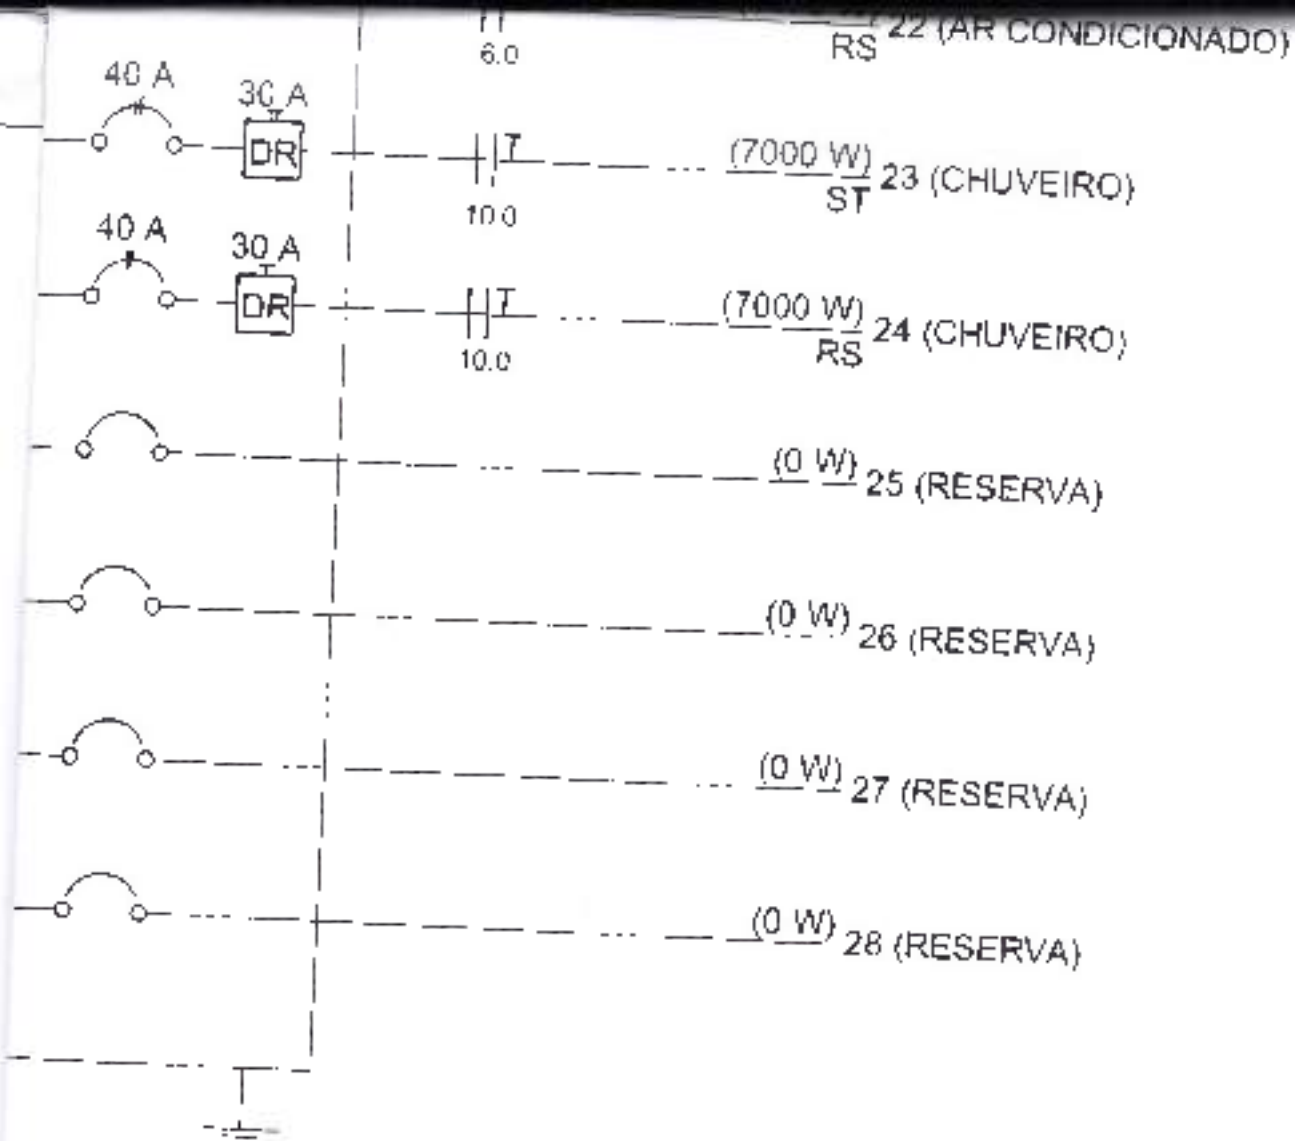 22 (AR CONDICIONADO)
RS
6.0
40 A
30 A
DR
T
10.0
(7000 W)
ST
23 (CHUVEIRO)
40 A
30 A
DR
T
10.0
(7000 W)
RS
24 (CHUVEIRO)
(0 W) 25 (RESERVA)
(0 W) 26 (RESERVA)
(0 W) 27 (RESERVA)
(0 W) 28 (RESERVA)